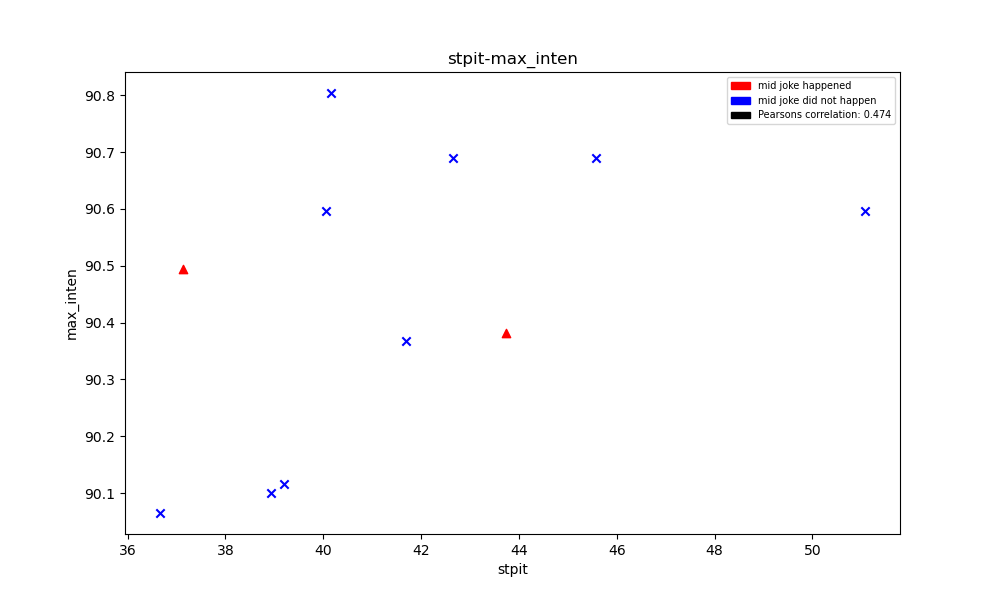 stpit-max_inten
mid joke happened
mid joke did not happen
Pearsons correlation: 0.474
90.8
90.7
90.6
90.5
90.4
90.3
90.2
90.1
max_inten
36 38 40 42 44 46 48 50
stpit